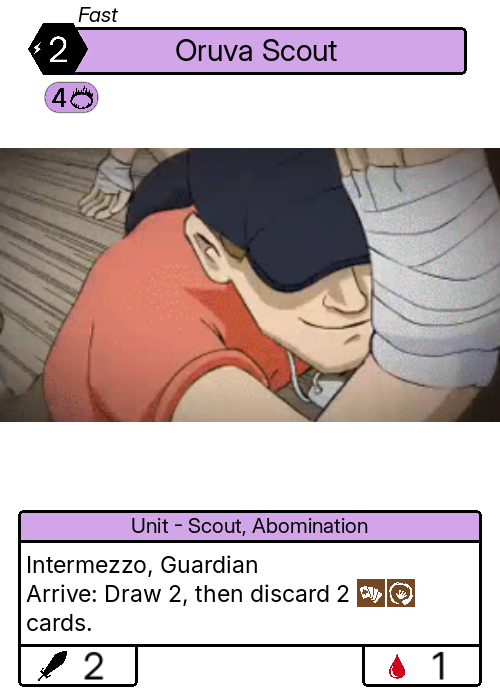 Fast
2
Oruva Scout
4
Unit - Scout, Abomination
Intermezzo, Guardian
Arrive: Draw 2, then discard 2
cards.
2
1